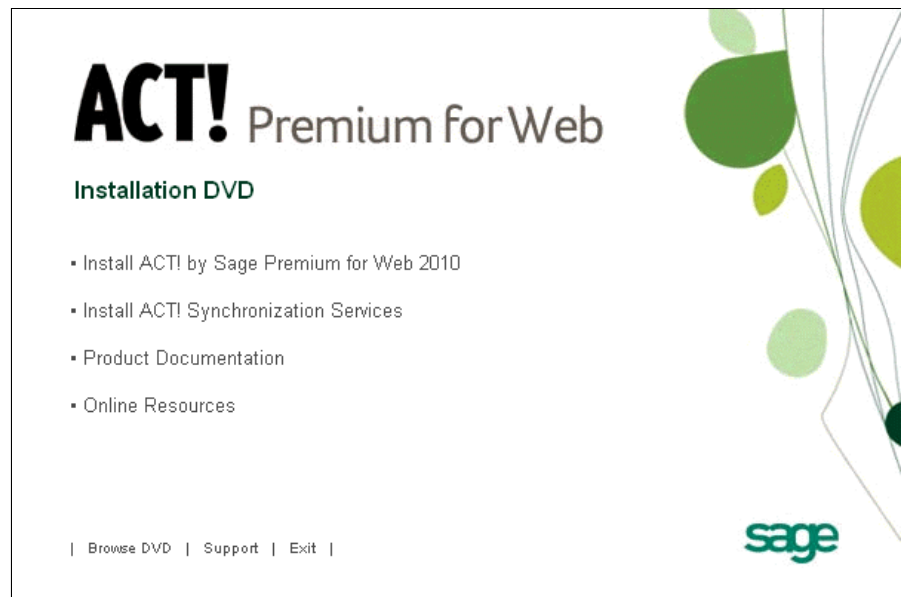 ACT! Premium for Web
Installation DVD
▪ Install ACT! by Sage Premium for Web 2010
▪ Install ACT! Synchronization Services
▪ Product Documentation
▪ Online Resources
| Browse DVD | Support | Exit |
sage